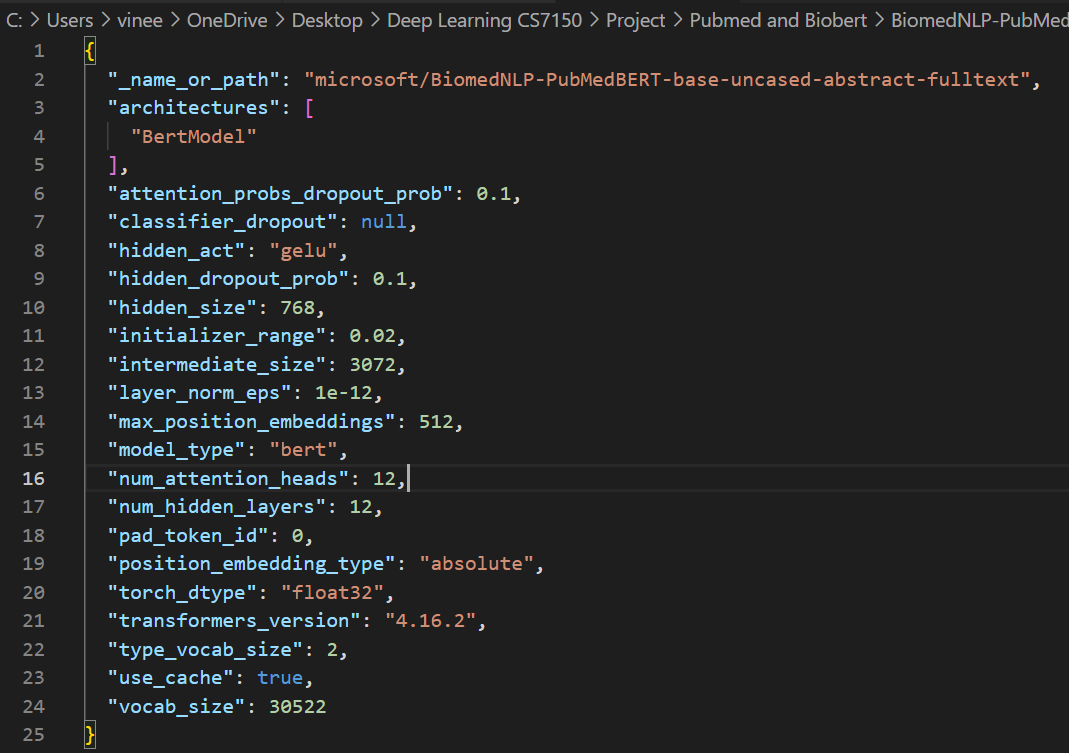 C: > Users > vinee > OneDrive > Desktop > Deep Learning CS7150 > Project > Pubmed and Biobert > BiomedNLP-PubMed
1 {
2 "_name_or_path": "microsoft/BiomedNLP-PubMedBERT-base-uncased-abstract-fulltext",
3 "architectures": [
4 "BertModel"
5 ],
6 "attention_probs_dropout_prob": 0.1,
7 "classifier_dropout": null,
8 "hidden_act": "gelu",
9 "hidden_dropout_prob": 0.1,
10 "hidden_size": 768,
11 "initializer_range": 0.02,
12 "intermediate_size": 3072,
13 "layer_norm_eps": 1e-12,
14 "max_position_embeddings": 512,
15 "model_type": "bert",
16 "num_attention_heads": 12,
17 "num_hidden_layers": 12,
18 "pad_token_id": 0,
19 "position_embedding_type": "absolute",
20 "torch_dtype": "float32",
21 "transformers_version": "4.16.2",
22 "type_vocab_size": 2,
23 "use_cache": true,
24 "vocab_size": 30522
25 }